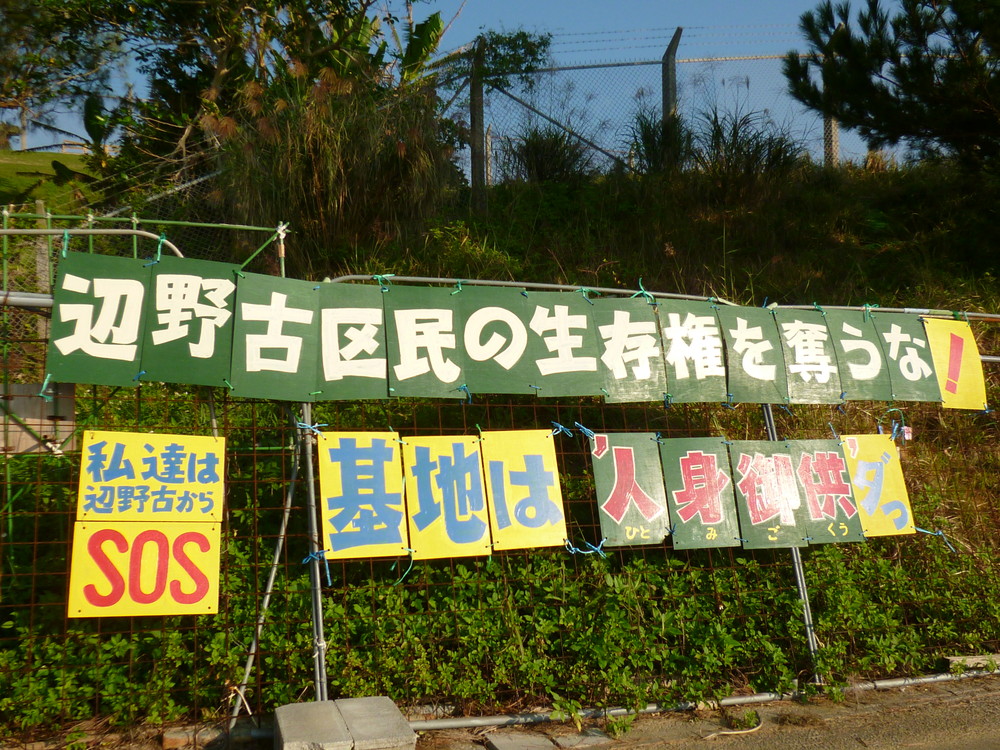 辺野古区民の生存権を奪うな!
私達は
辺野古から
SOS
基地は’人身御供’ダっ
ひとみごくう